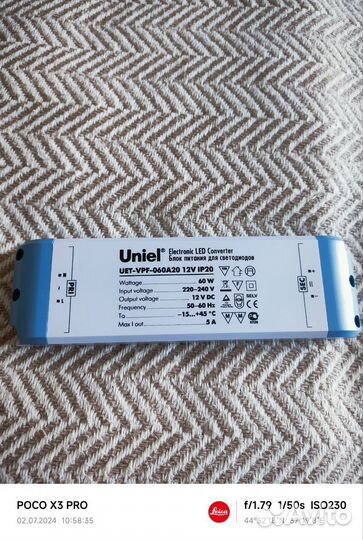 Uniel® Electronic LED Converter
Блок питания для светодиодов
UET-VPF-060A20 12V IP20
Wattage 60 W
Input voltage 220–240 V
Output voltage 12 V DC
Frequency 50–60 Hz
Ta –15...+45 °C
Max I out 5 A
SELV
PRI
N
L
SEC
M M
POCO X3 PRO
02.07.2024 10:58:35
Leica
f/1.79 1/50s ISO230
Avito